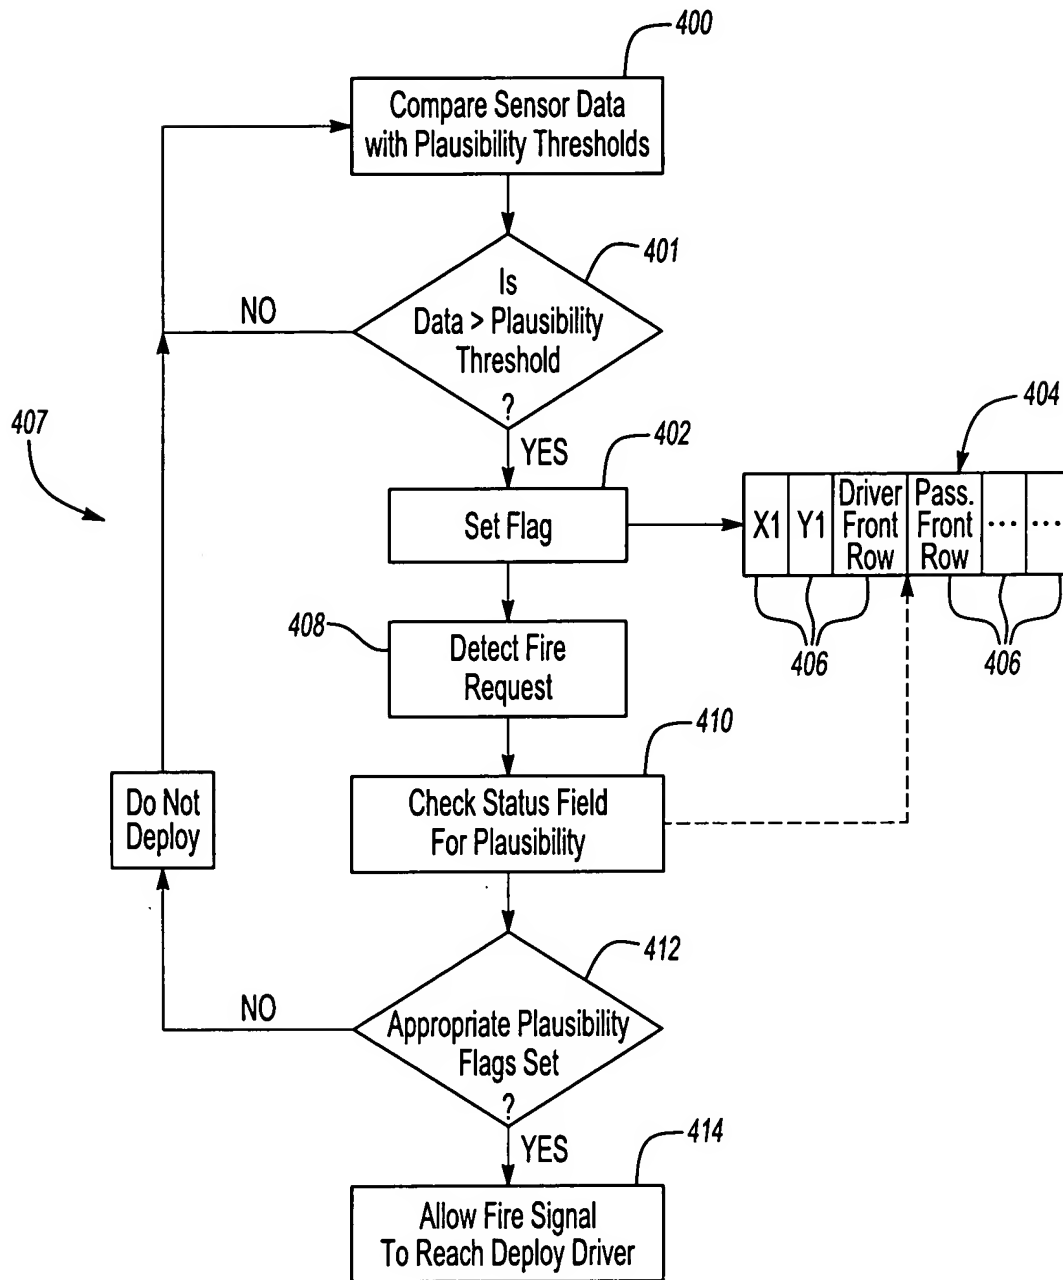 400
Compare Sensor Data
with Plausibility Thresholds
401
Is
Data > Plausibility
Threshold
?
NO
YES
407
402
Set Flag
404
X1
Y1
Driver
Front
Row
Pass.
Front
Row
...
...
406
406
408
Detect Fire
Request
410
Check Status Field
For Plausibility
Do Not
Deploy
412
Appropriate Plausibility
Flags Set
?
NO
YES
414
Allow Fire Signal
To Reach Deploy Driver